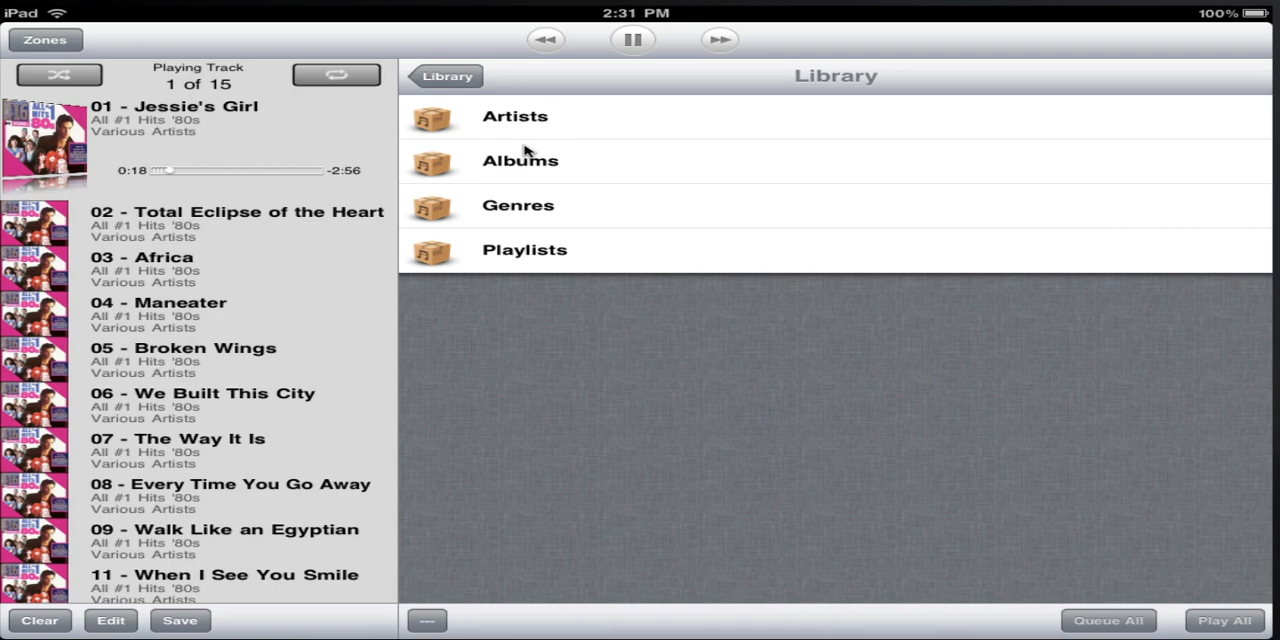 iPad
2:31 PM
100%
Zones
Playing Track
1 of 15
01 - Jessie's Girl
All #1 Hits '80s
Various Artists
0:18
-2:56
02 - Total Eclipse of the Heart
All #1 Hits '80s
Various Artists
03 - Africa
All #1 Hits '80s
Various Artists
04 - Maneater
All #1 Hits '80s
Various Artists
05 - Broken Wings
All #1 Hits '80s
Various Artists
06 - We Built This City
All #1 Hits '80s
Various Artists
07 - The Way It Is
All #1 Hits '80s
Various Artists
08 - Every Time You Go Away
All #1 Hits '80s
Various Artists
09 - Walk Like an Egyptian
All #1 Hits '80s
Various Artists
11 - When I See You Smile
All #1 Hits '80s
Various Artists
Clear
Edit
Save
Library
Library
Artists
Albums
Genres
Playlists
---
Queue All
Play All